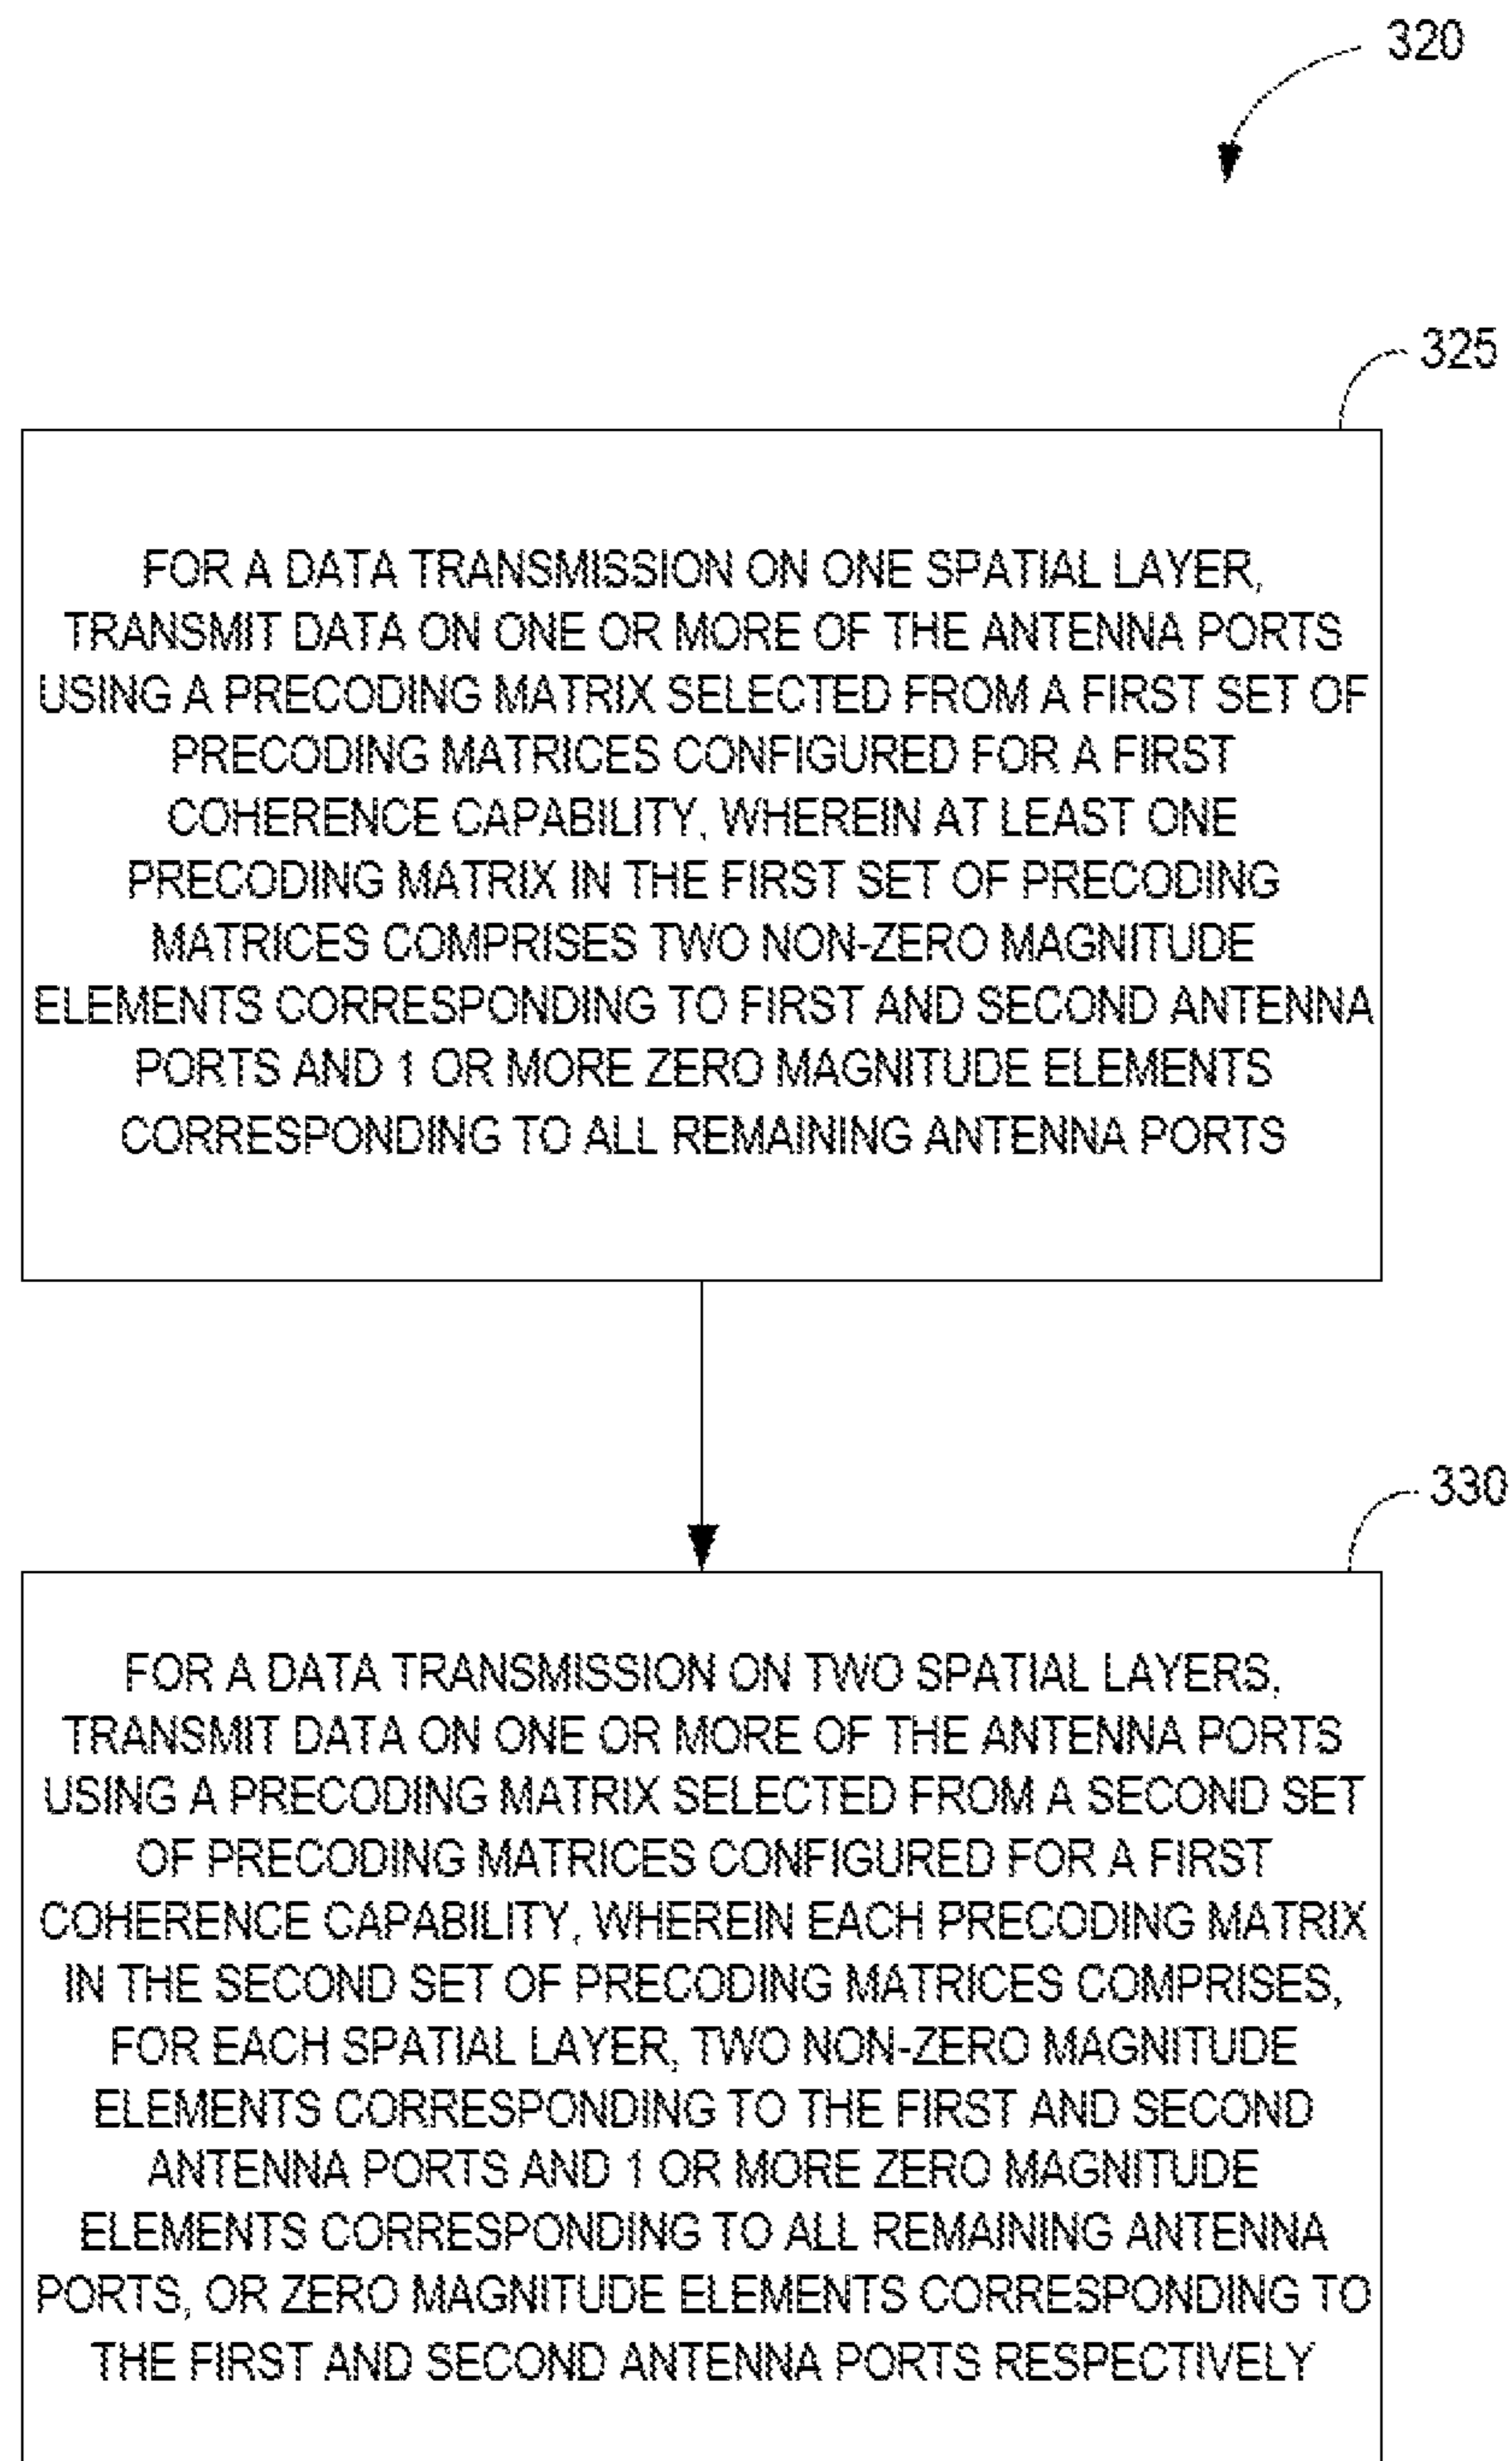 320
325
FOR A DATA TRANSMISSION ON ONE SPATIAL LAYER,
TRANSMIT DATA ON ONE OR MORE OF THE ANTENNA PORTS
USING A PRECODING MATRIX SELECTED FROM A FIRST SET OF
PRECODING MATRICES CONFIGURED FOR A FIRST
COHERENCE CAPABILITY, WHEREIN AT LEAST ONE
PRECODING MATRIX IN THE FIRST SET OF PRECODING
MATRICES COMPRISES TWO NON-ZERO MAGNITUDE
ELEMENTS CORRESPONDING TO FIRST AND SECOND ANTENNA
PORTS AND 1 OR MORE ZERO MAGNITUDE ELEMENTS
CORRESPONDING TO ALL REMAINING ANTENNA PORTS
330
FOR A DATA TRANSMISSION ON TWO SPATIAL LAYERS,
TRANSMIT DATA ON ONE OR MORE OF THE ANTENNA PORTS
USING A PRECODING MATRIX SELECTED FROM A SECOND SET
OF PRECODING MATRICES CONFIGURED FOR A FIRST
COHERENCE CAPABILITY, WHEREIN EACH PRECODING MATRIX
IN THE SECOND SET OF PRECODING MATRICES COMPRISES,
FOR EACH SPATIAL LAYER, TWO NON-ZERO MAGNITUDE
ELEMENTS CORRESPONDING TO THE FIRST AND SECOND
ANTENNA PORTS AND 1 OR MORE ZERO MAGNITUDE
ELEMENTS CORRESPONDING TO ALL REMAINING ANTENNA
PORTS, OR ZERO MAGNITUDE ELEMENTS CORRESPONDING TO
THE FIRST AND SECOND ANTENNA PORTS RESPECTIVELY